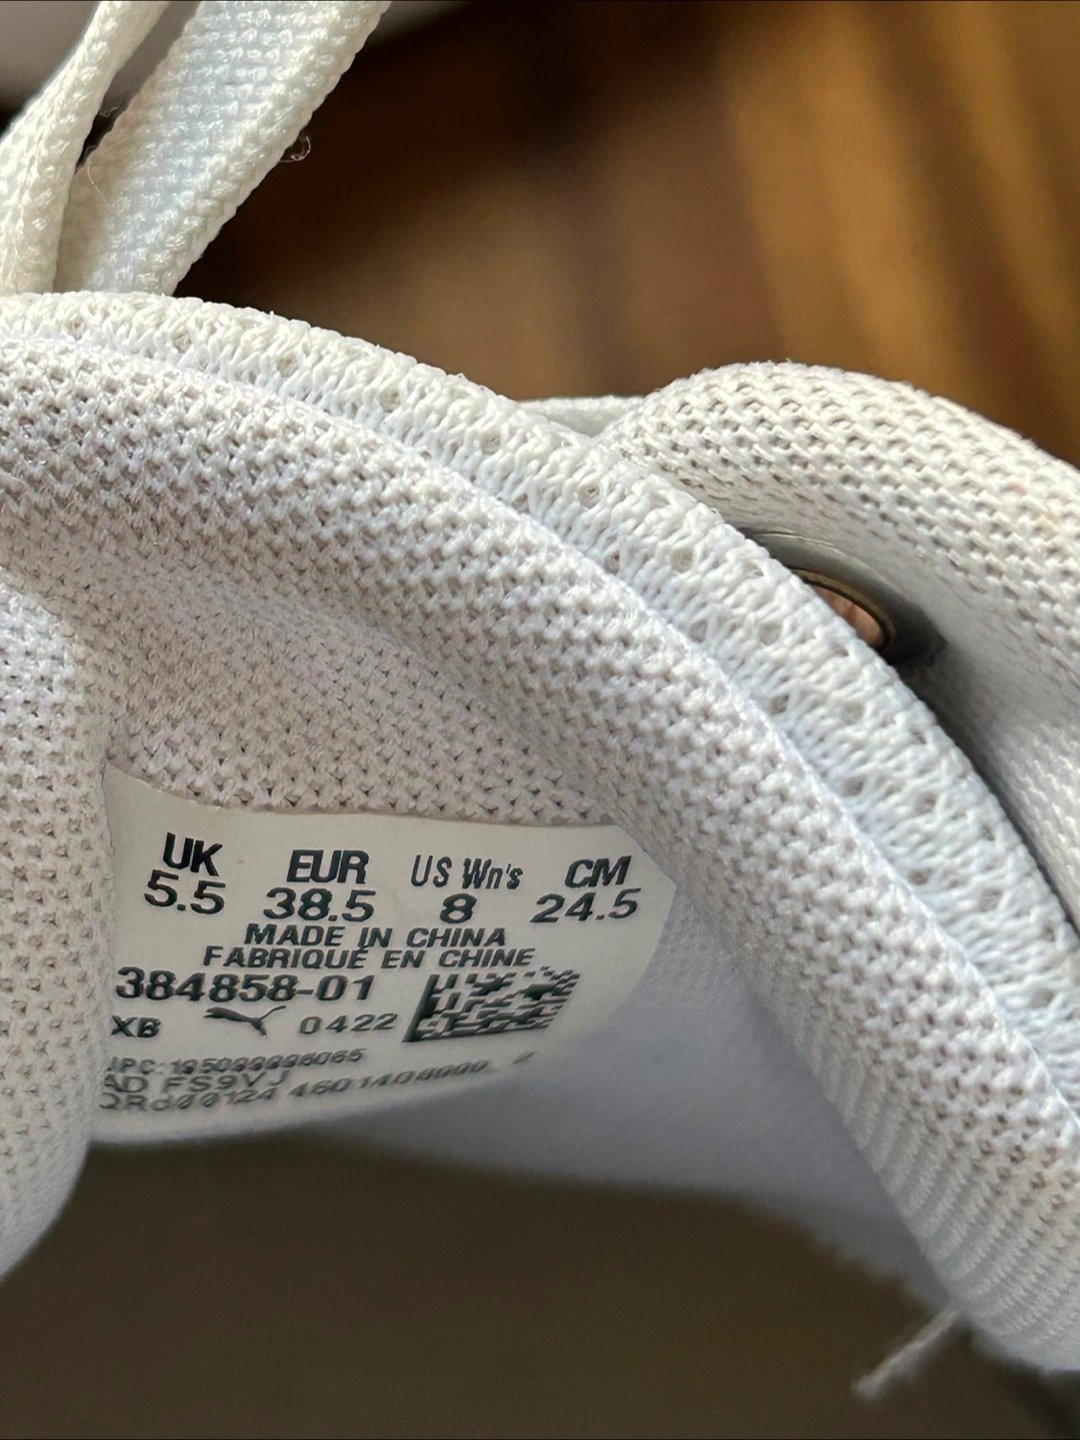 UK EUR US Wn's CM
5.5 38.5 8 24.5
MADE IN CHINA
FABRIQUÉ EN CHINE
384858-01
XB 0422
FS9VJ